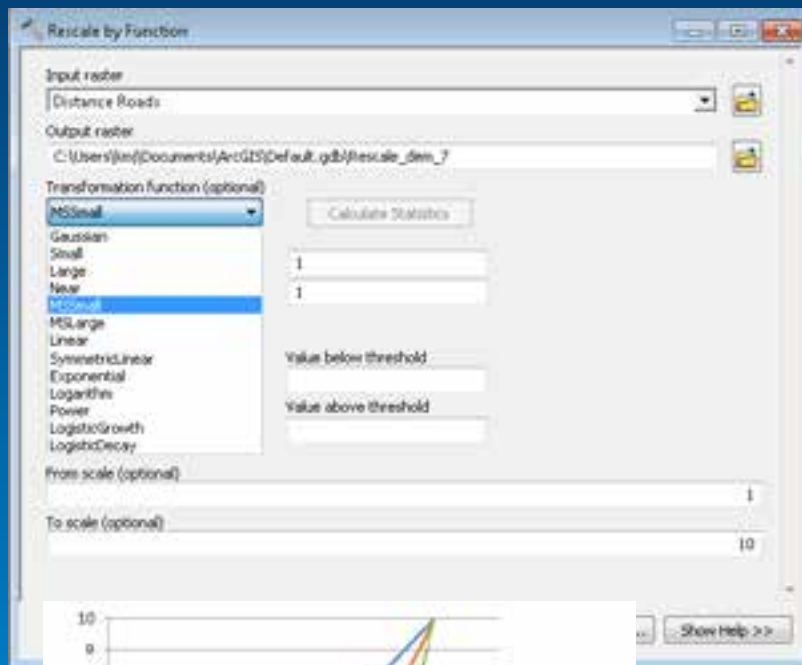 Rescale by Function
Input raster
Distance Roads
Output raster
C:\Users\kmj\Documents\ArcGIS\Default.gdb\Rescale_dem_7
Transformation function (optional)
MSSmall
Calculate Statistics
Gaussian
Small
Large
Near
MSSmall
MSLarge
Linear
SymmetricLinear
Exponential
Logarithm
Power
LogisticGrowth
LogisticDecay
1
1
Value below threshold
Value above threshold
From scale (optional)
1
To scale (optional)
10
... Show Help >>
10
9